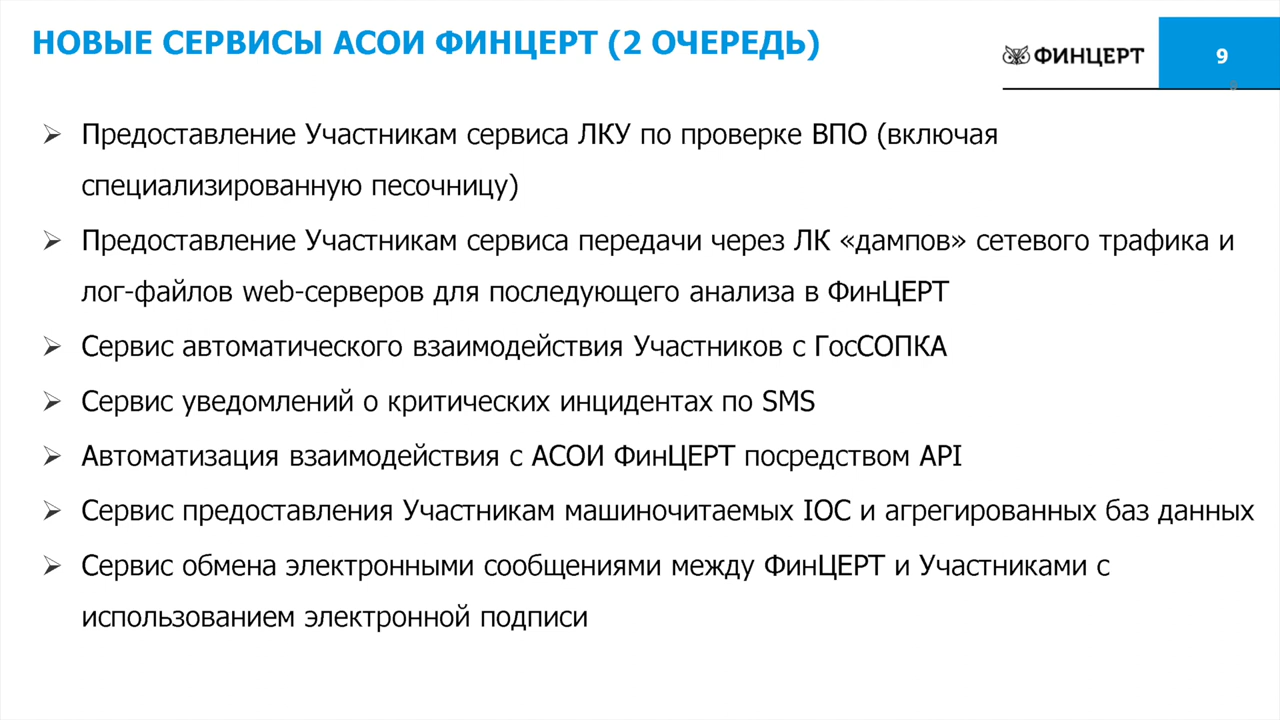 НОВЫЕ СЕРВИСЫ АСОИ ФИНЦЕРТ (2 ОЧЕРЕДЬ)
ФИНЦЕРТ
9
Предоставление Участникам сервиса ЛКУ по проверке ВПО (включая
специализированную песочницу)
Предоставление Участникам сервиса передачи через ЛК «дампов» сетевого трафика и
лог-файлов web-серверов для последующего анализа в ФинЦЕРТ
Сервис автоматического взаимодействия Участников с ГосСОПКА
Сервис уведомлений о критических инцидентах по SMS
Автоматизация взаимодействия с АСОИ ФинЦЕРТ посредством API
Сервис предоставления Участникам машиночитаемых IOC и агрегированных баз данных
Сервис обмена электронными сообщениями между ФинЦЕРТ и Участниками с
использованием электронной подписи